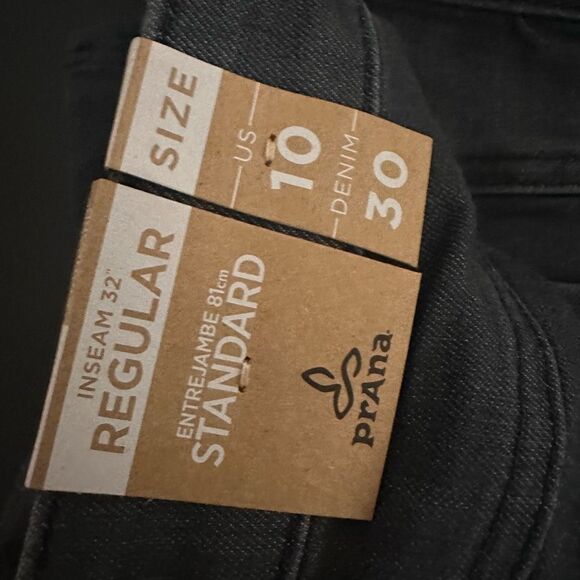 SIZE
US
10
DENIM
30
INSEAM 32"
REGULAR
ENTREJAMBE 81cm
STANDARD
prAna